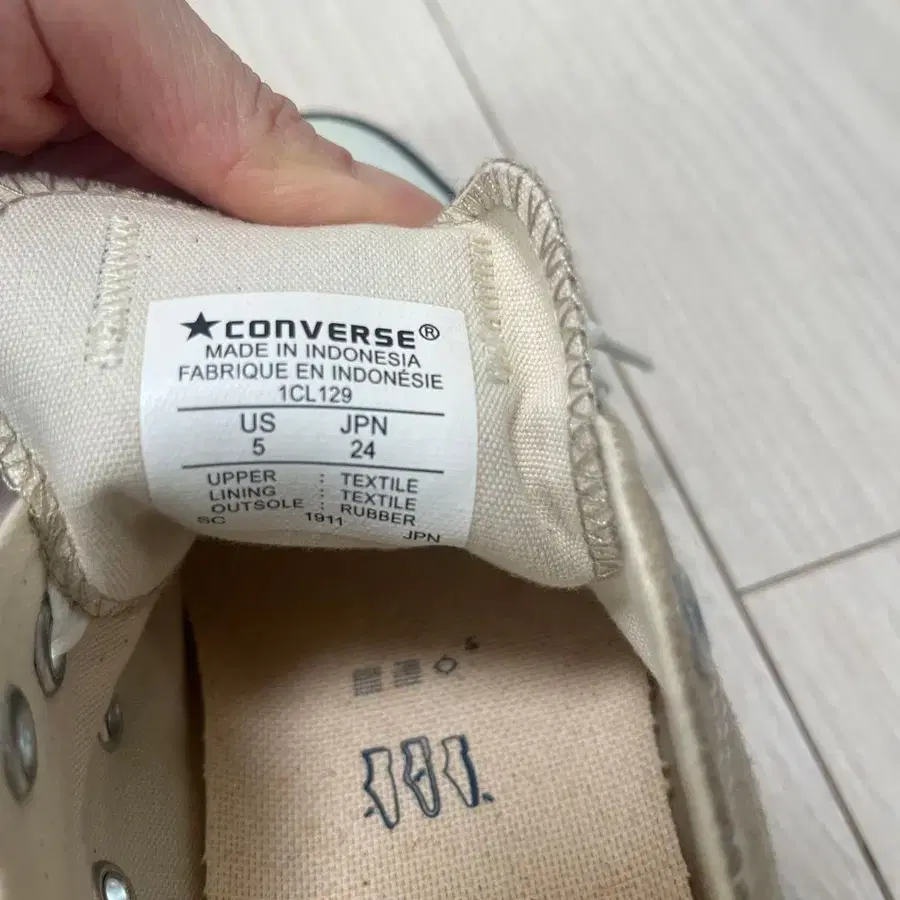 ★CONVERSE®
MADE IN INDONESIA
FABRIQUE EN INDONÉSIE
1CL129
US JPN
5 24
UPPER : TEXTILE
LINING : TEXTILE
OUTSOLE : RUBBER
SC 1911 JPN